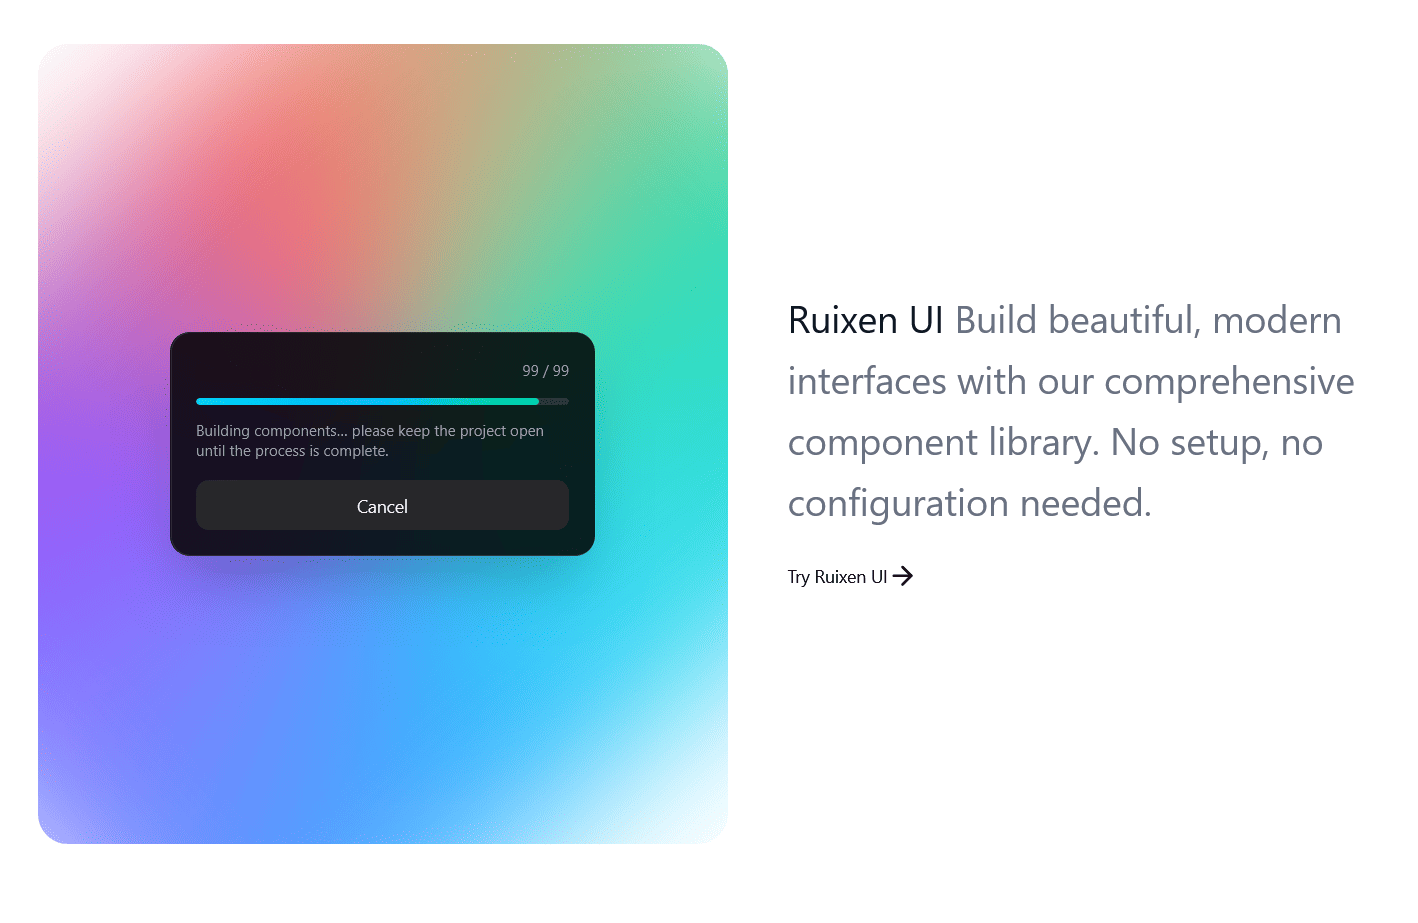 99 / 99
Building components... please keep the project open
until the process is complete.
Cancel
Ruixen UI Build beautiful, modern
interfaces with our comprehensive
component library. No setup, no
configuration needed.
Try Ruixen UI →